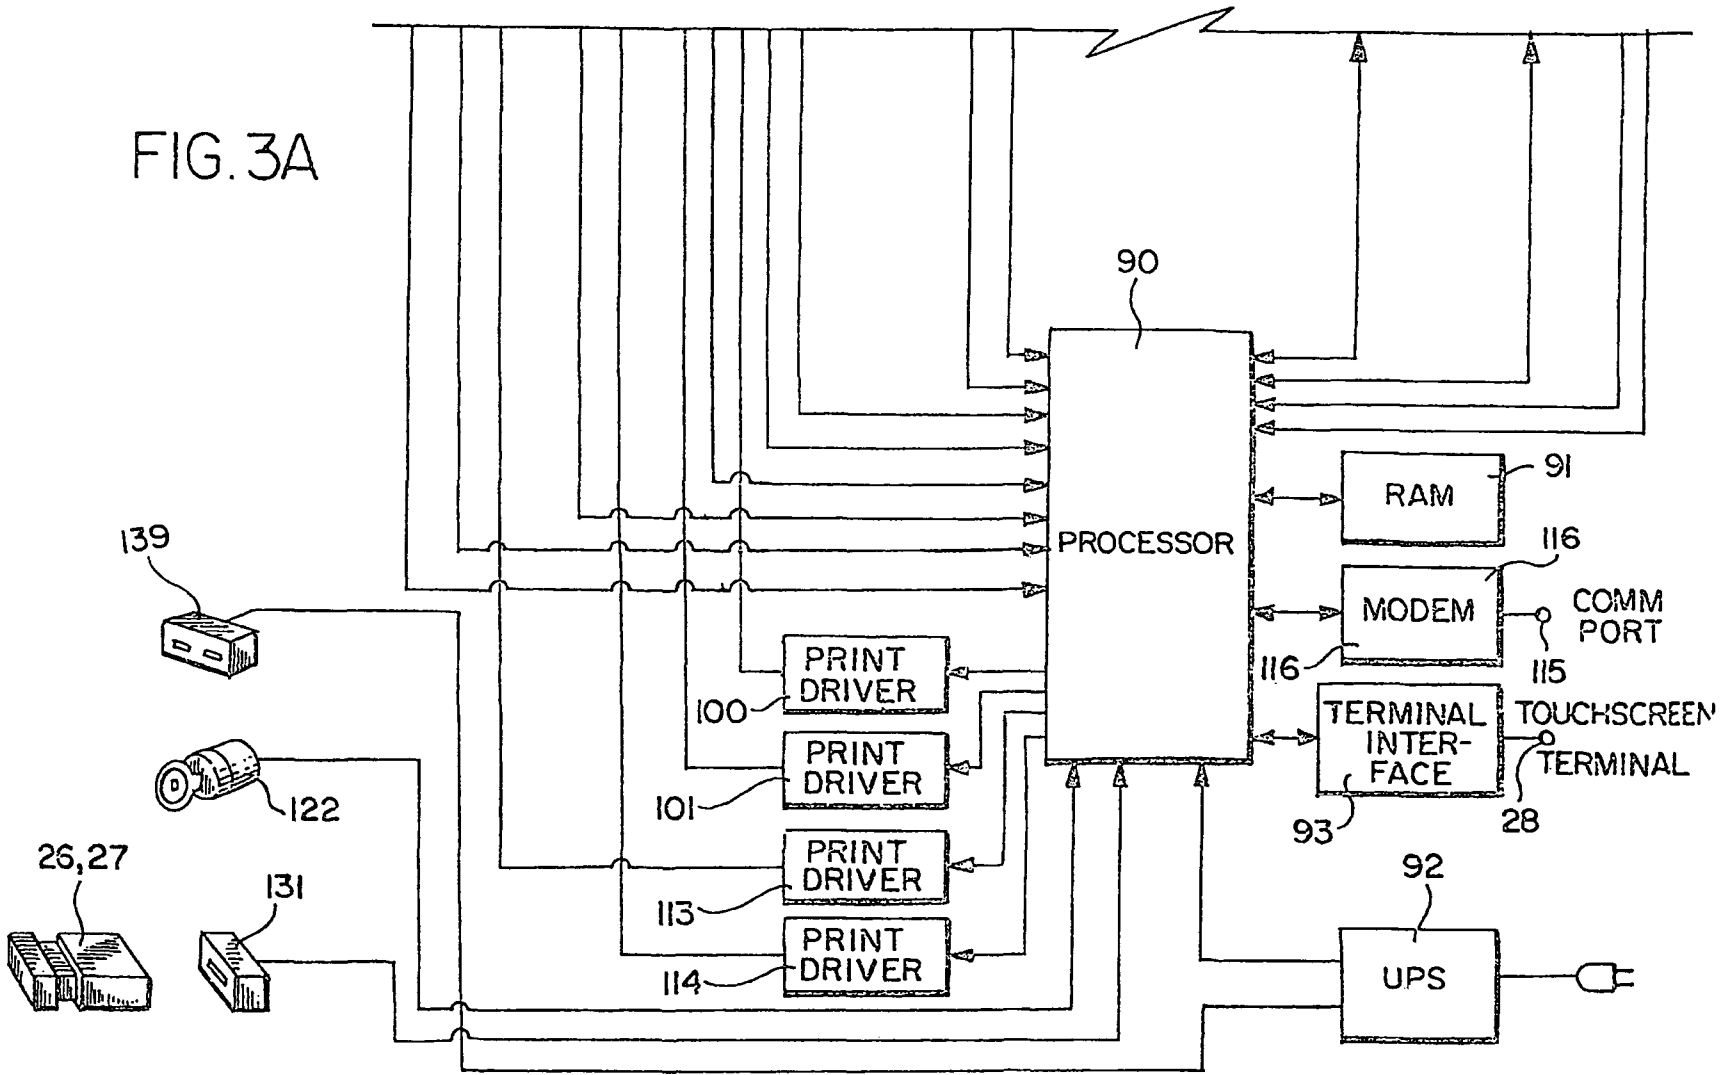 FIG. 3A
90
PROCESSOR
91
RAM
116
MODEM
116
COMM
PORT
115
TERMINAL
INTER-
FACE
93
TOUCHSCREEN
TERMINAL
28
139
PRINT
DRIVER
100
PRINT
DRIVER
101
122
PRINT
DRIVER
113
26,27
131
PRINT
DRIVER
114
92
UPS